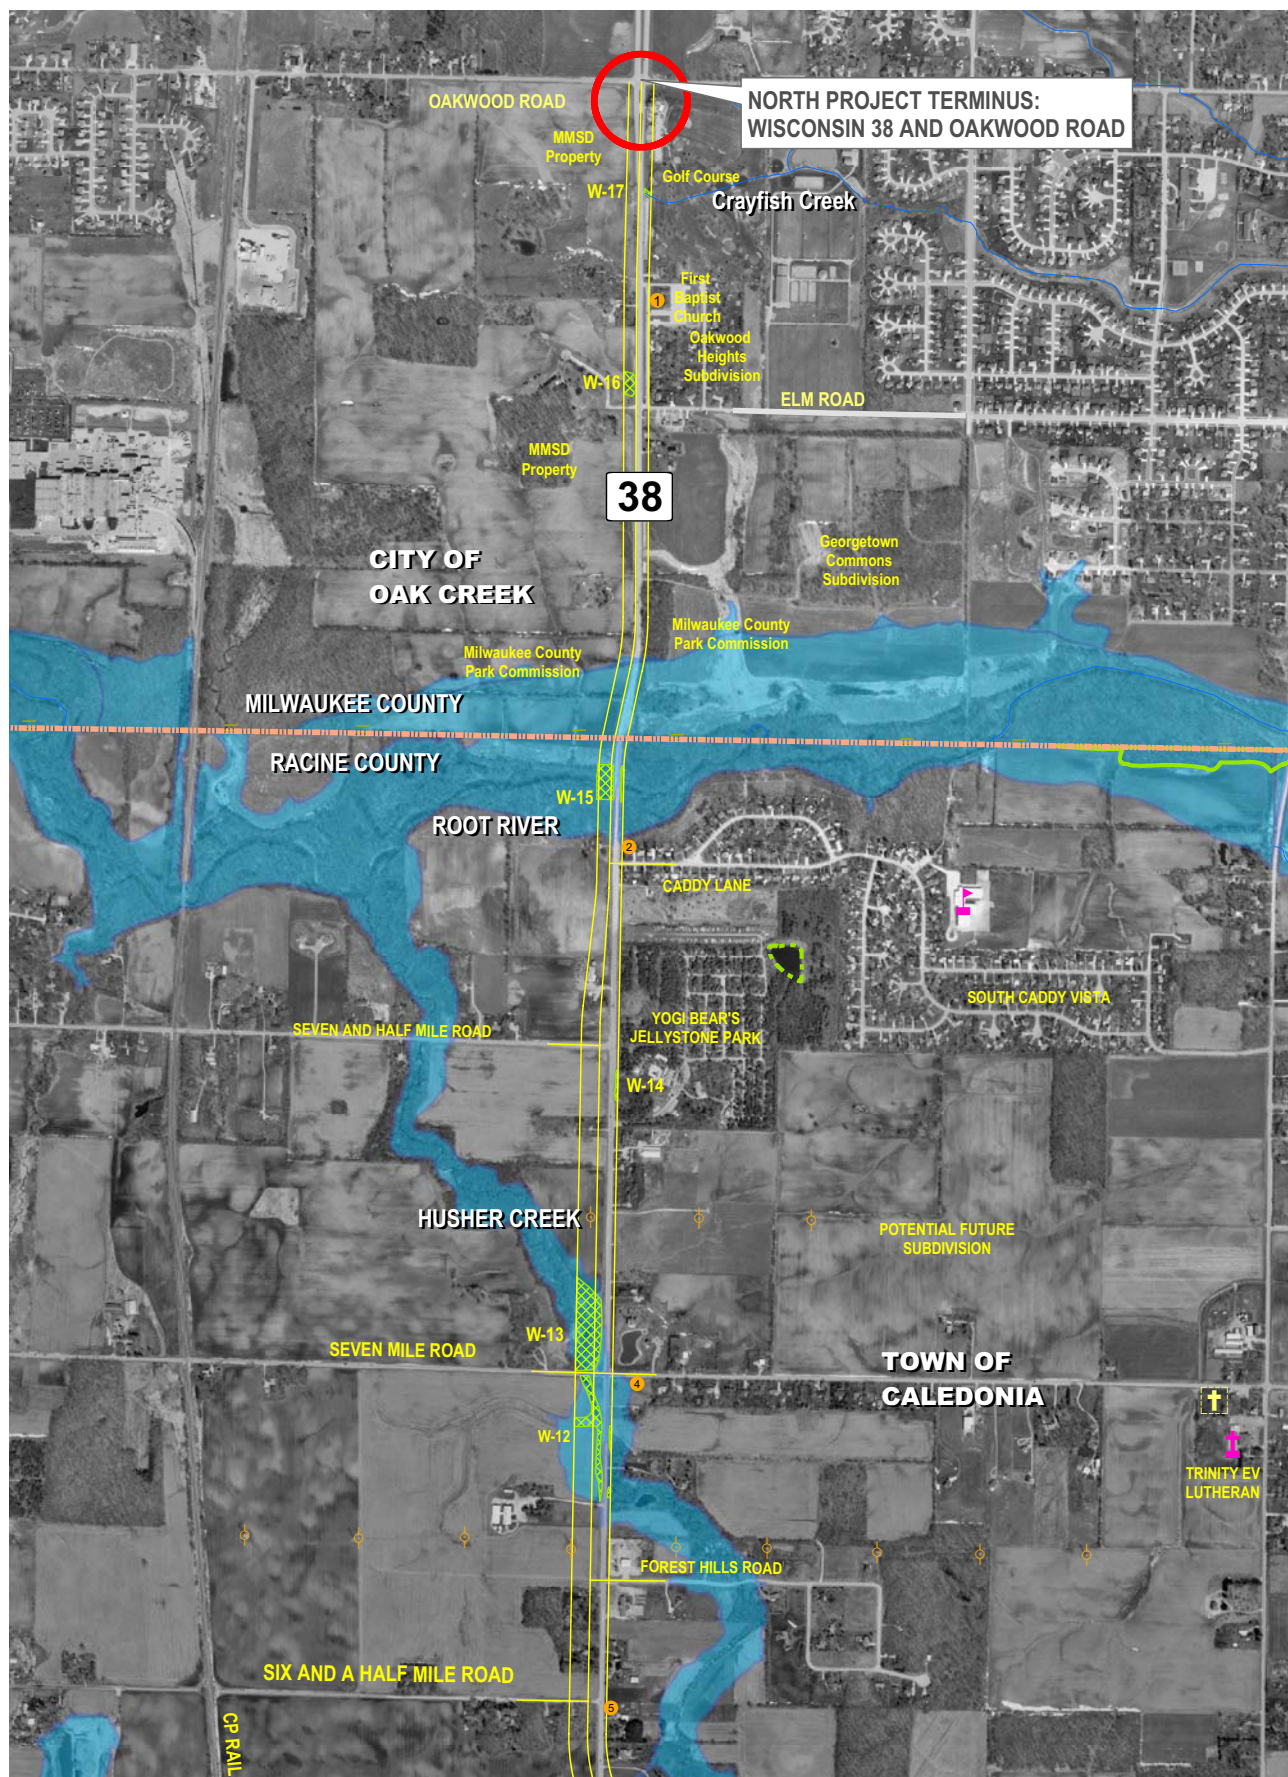 NORTH PROJECT TERMINUS:
WISCONSIN 38 AND OAKWOOD ROAD
OAKWOOD ROAD
MMSD
Property
W-17
Golf Course
Crayfish Creek
First
Baptist
Church
1
Oakwood
Heights
Subdivision
W-16
ELM ROAD
MMSD
Property
38
CITY OF
OAK CREEK
Georgetown
Commons
Subdivision
Milwaukee County
Park Commission
Milwaukee County
Park Commission
MILWAUKEE COUNTY
RACINE COUNTY
W-15
ROOT RIVER
2
CADDY LANE
SOUTH CADDY VISTA
YOGI BEAR'S
JELLYSTONE PARK
SEVEN AND HALF MILE ROAD
W-14
HUSHER CREEK
POTENTIAL FUTURE
SUBDIVISION
W-13
SEVEN MILE ROAD
TOWN OF
CALEDONIA
4
W-12
TRINITY EV
LUTHERAN
FOREST HILLS ROAD
SIX AND A HALF MILE ROAD
5
CP RAIL